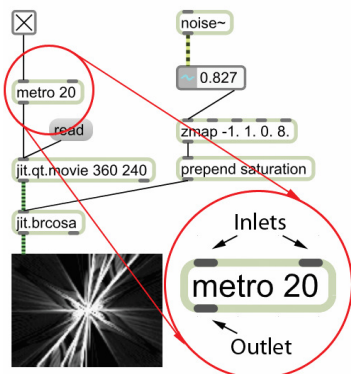 noise~
~ 0.827
metro 20
read
zmap -1. 1. 0. 8.
jit.qt.movie 360 240
prepend saturation
jit.brcosa
Inlets
metro 20
Outlet